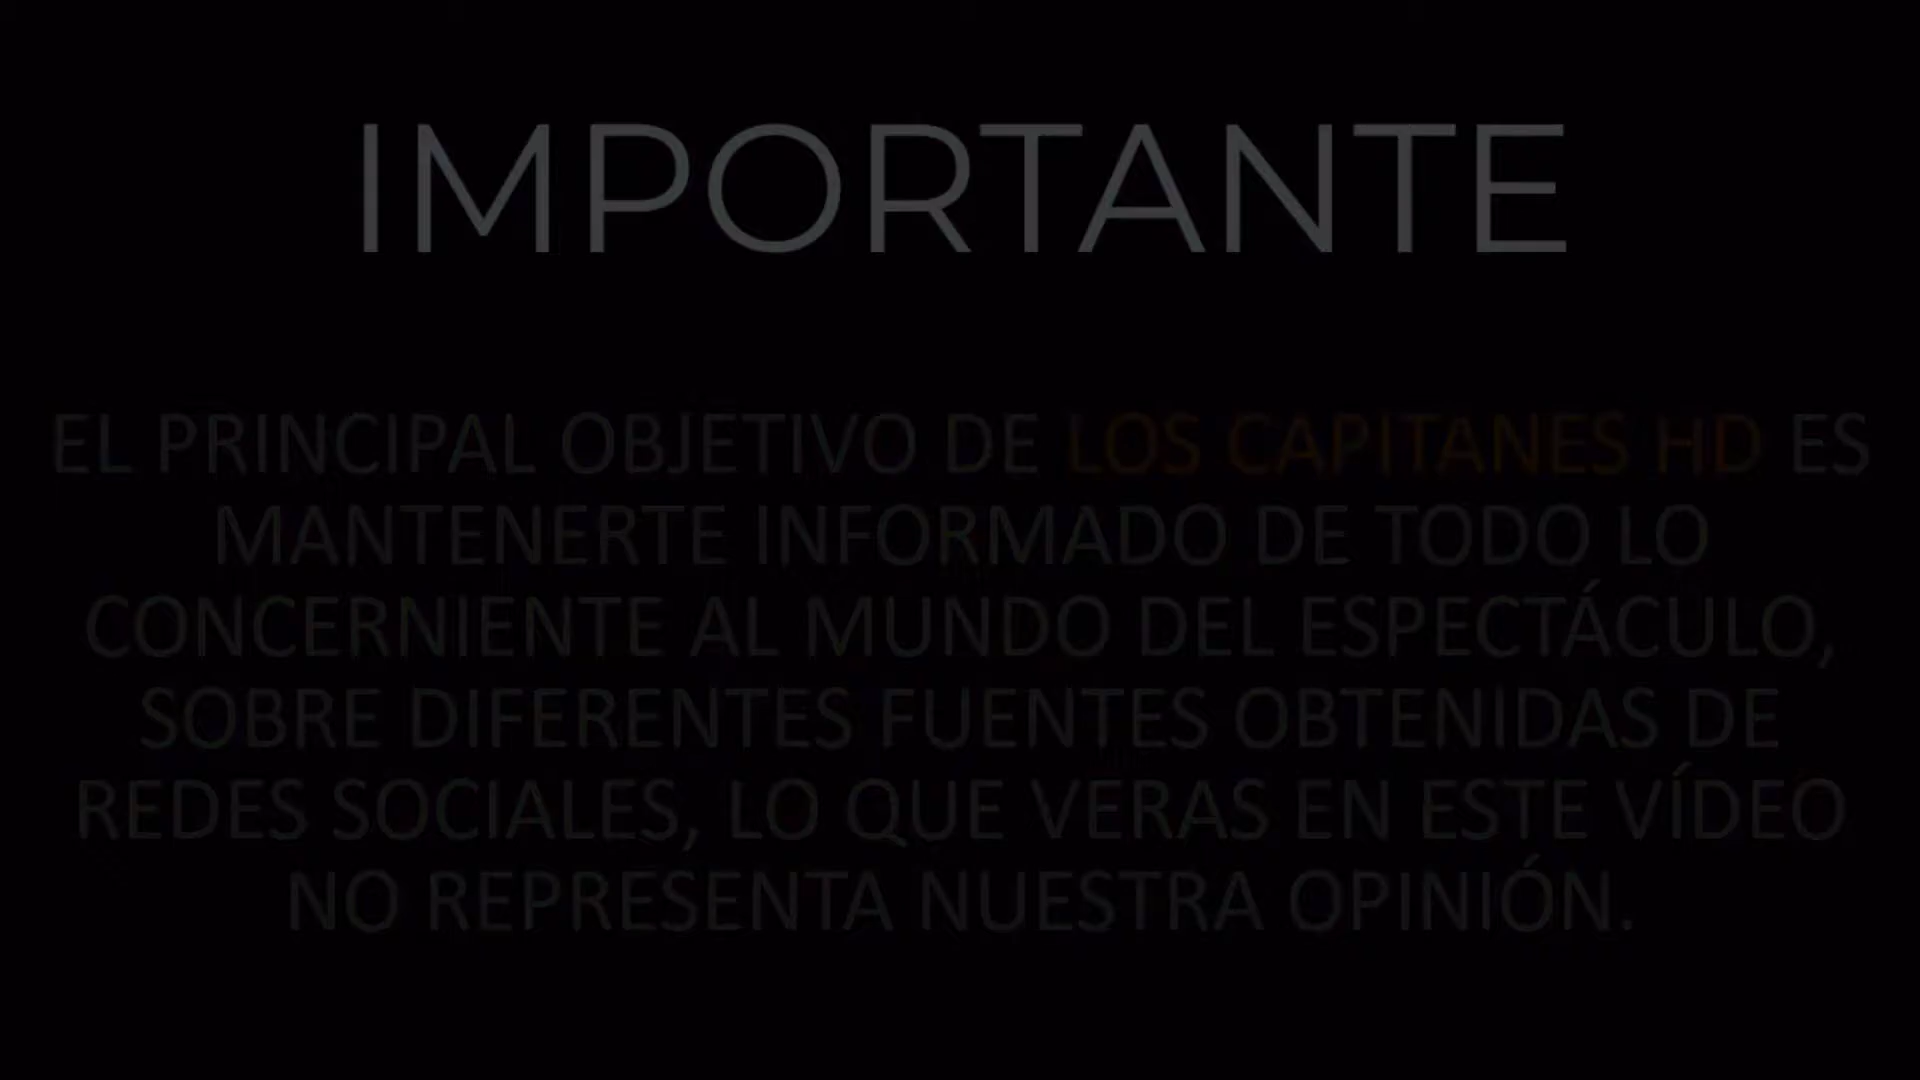 IMPORTANTE
EL PRINCIPAL OBJETIVO DE LOS CAPITANES HD ES
MANTENERTE INFORMADO DE TODO LO
CONCERNIENTE AL MUNDO DEL ESPECTÁCULO,
SOBRE DIFERENTES FUENTES OBTENIDAS DE
REDES SOCIALES, LO QUE VERAS EN ESTE VÍDEO
NO REPRESENTA NUESTRA OPINIÓN.